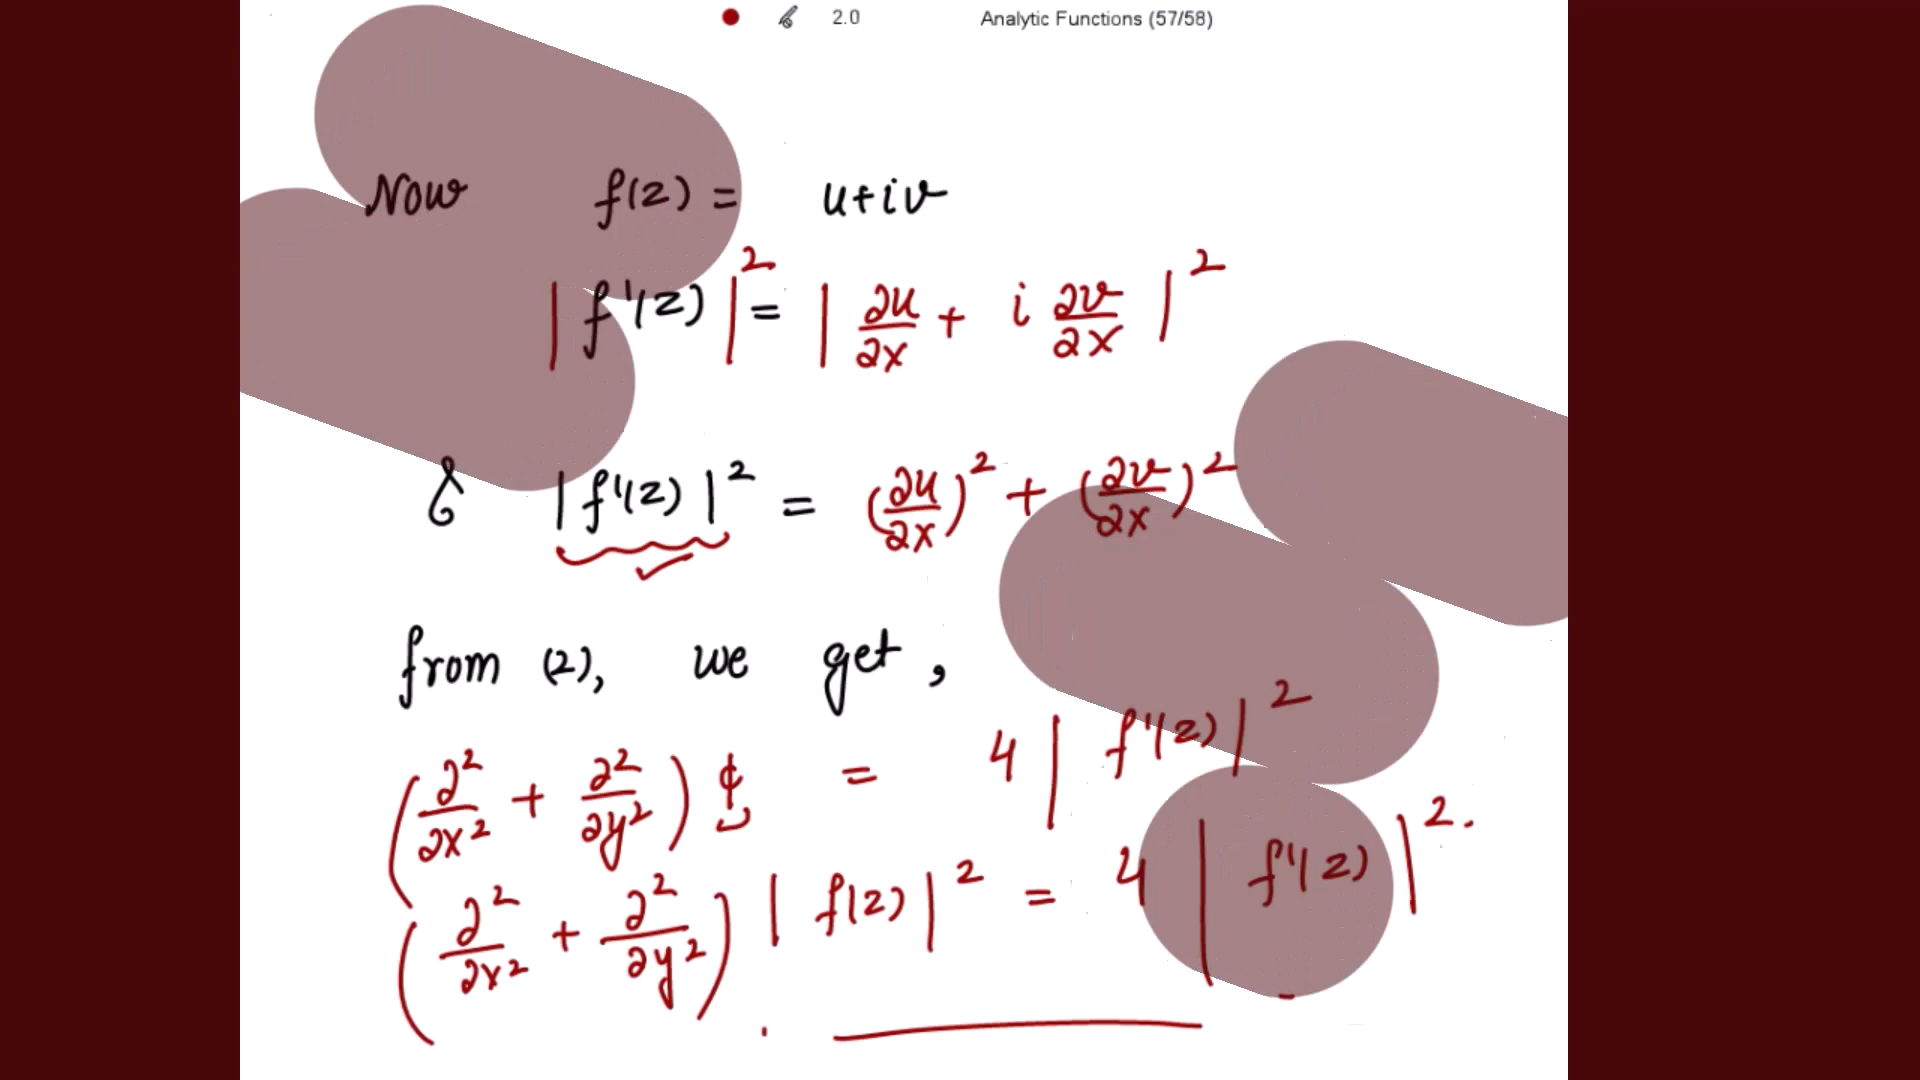 2.0 Analytic Functions (57/58)
Now f(z) = u+iv
|f'(z)|² = |∂u/∂x + i ∂v/∂x|²
& |f'(z)|² = (∂u/∂x)² + (∂v/∂x)²
from (2), we get,
(∂²/∂x² + ∂²/∂y²) ϕ = 4|f'(z)|²
(∂²/∂x² + ∂²/∂y²) |f(z)|² = 4|f'(z)|².